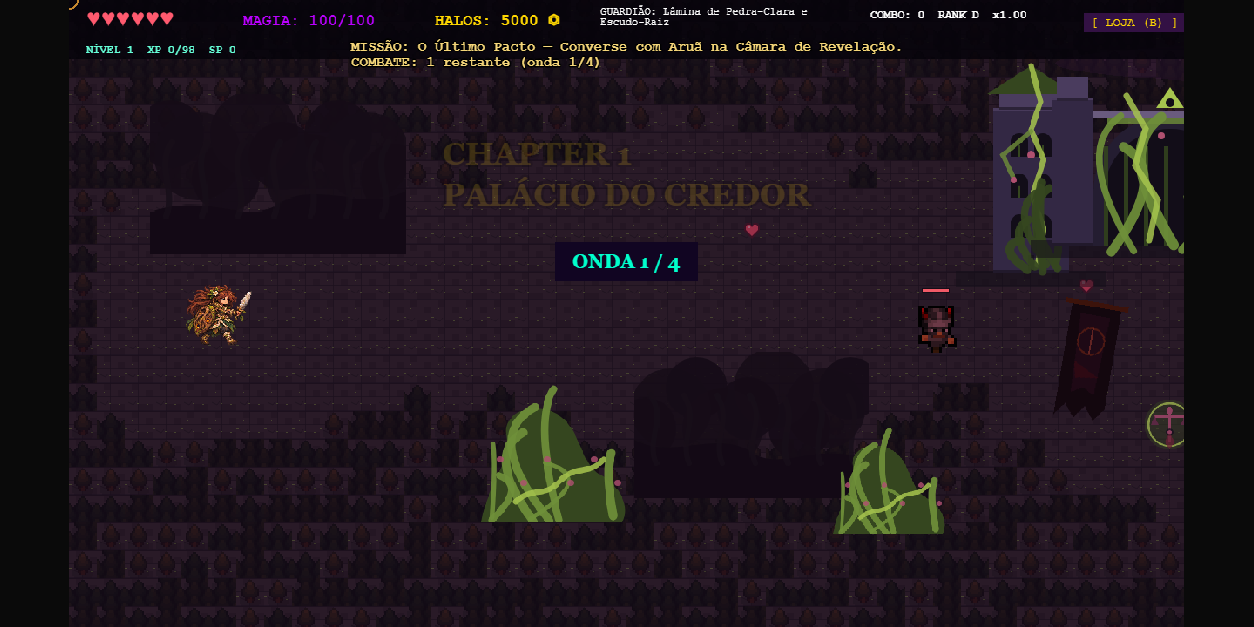 MAGIA: 100/100
HALOS: 5000
GUARDIÃO: Lâmina de Pedra-Clara e
Escudo-Raiz
COMBO: 0 RANK D x1.00
[ LOJA (B) ]
NÍVEL 1 XP 0/98 SP 0
MISSÃO: O Último Pacto — Converse com Aruã na Câmara de Revelação.
COMBATE: 1 restante (onda 1/4)
CHAPTER 1
PALÁCIO DO CREDOR
ONDA 1 / 4